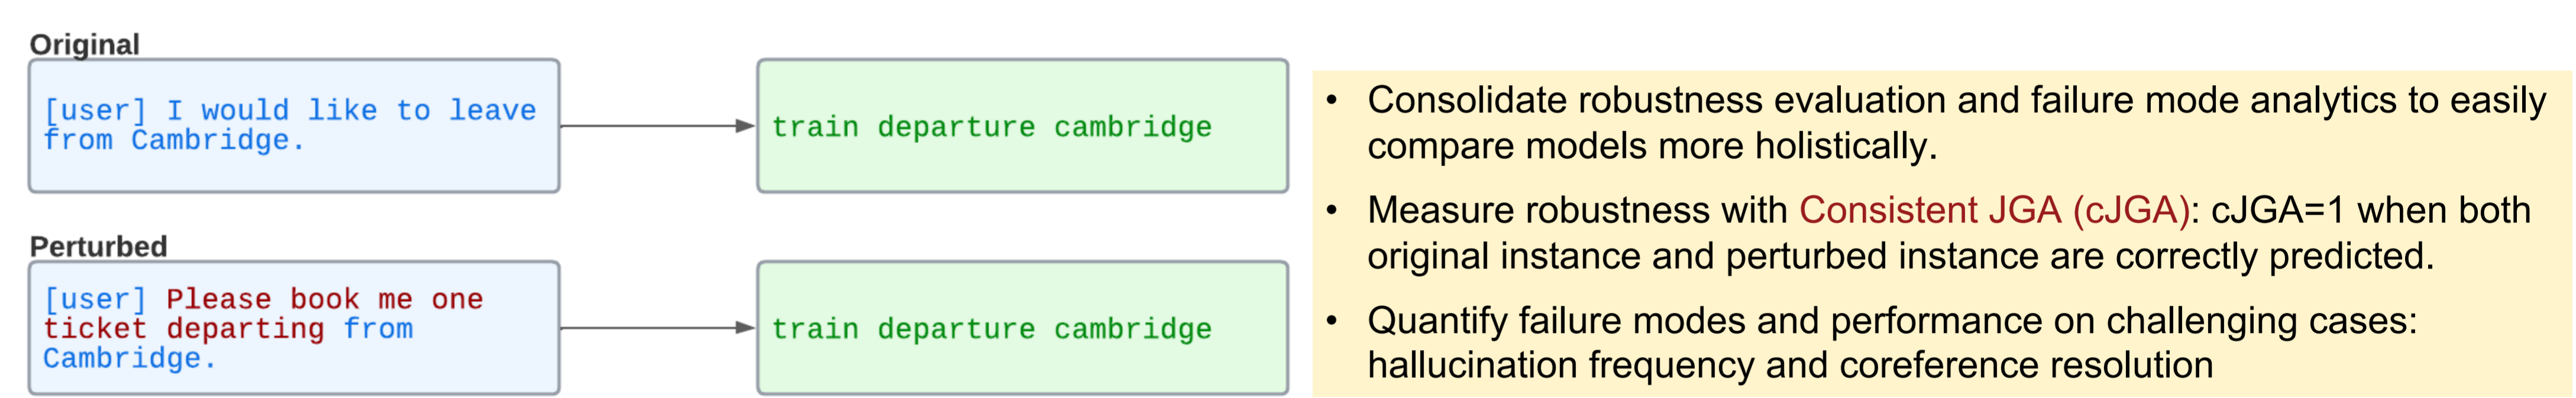 Original
[user] I would like to leave
from Cambridge.
train departure cambridge
Perturbed
[user] Please book me one
ticket departing from
Cambridge.
train departure cambridge
• Consolidate robustness evaluation and failure mode analytics to easily
compare models more holistically.
• Measure robustness with Consistent JGA (cJGA): cJGA=1 when both
original instance and perturbed instance are correctly predicted.
• Quantify failure modes and performance on challenging cases:
hallucination frequency and coreference resolution